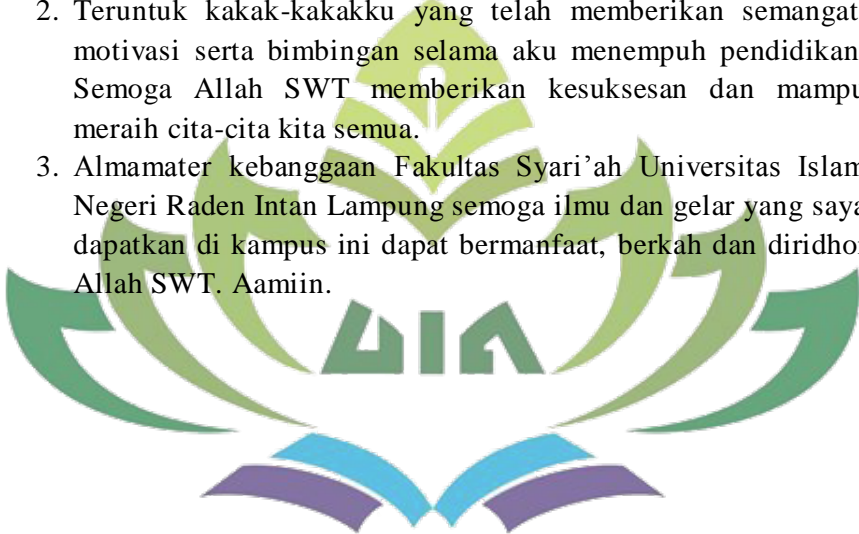 2. Teruntuk kakak-kakakku yang telah memberikan semangat
motivasi serta bimbingan selama aku menempuh pendidikan
Semoga Allah SWT memberikan kesuksesan dan mampu
meraih cita-cita kita semua.
3. Almamater kebanggaan Fakultas Syari’ah Universitas Islam
Negeri Raden Intan Lampung semoga ilmu dan gelar yang saya
dapatkan di kampus ini dapat bermanfaat, berkah dan diridhoi
Allah SWT. Aamiin.
UIN